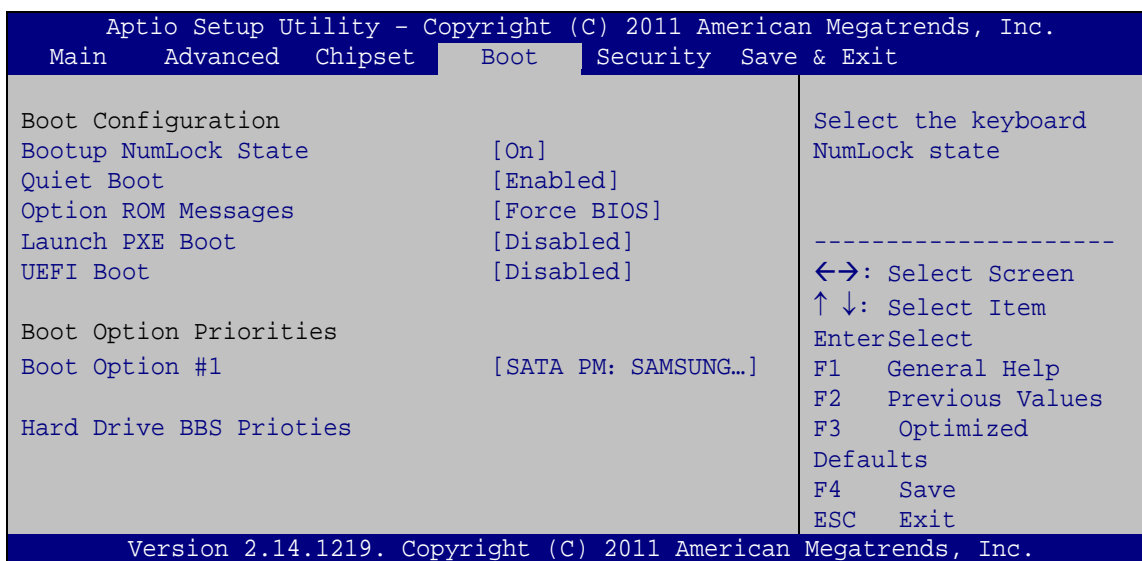 Aptio Setup Utility – Copyright (C) 2011 American Megatrends, Inc.
Main Advanced Chipset Boot Security Save & Exit
Boot Configuration
Bootup NumLock State [On]
Quiet Boot [Enabled]
Option ROM Messages [Force BIOS]
Launch PXE Boot [Disabled]
UEFI Boot [Disabled]
Boot Option Priorities
Boot Option #1 [SATA PM: SAMSUNG…]
Hard Drive BBS Prioties
Select the keyboard
NumLock state
---------------------
←→: Select Screen
↑ ↓: Select Item
EnterSelect
F1 General Help
F2 Previous Values
F3 Optimized
Defaults
F4 Save
ESC Exit
Version 2.14.1219. Copyright (C) 2011 American Megatrends, Inc.